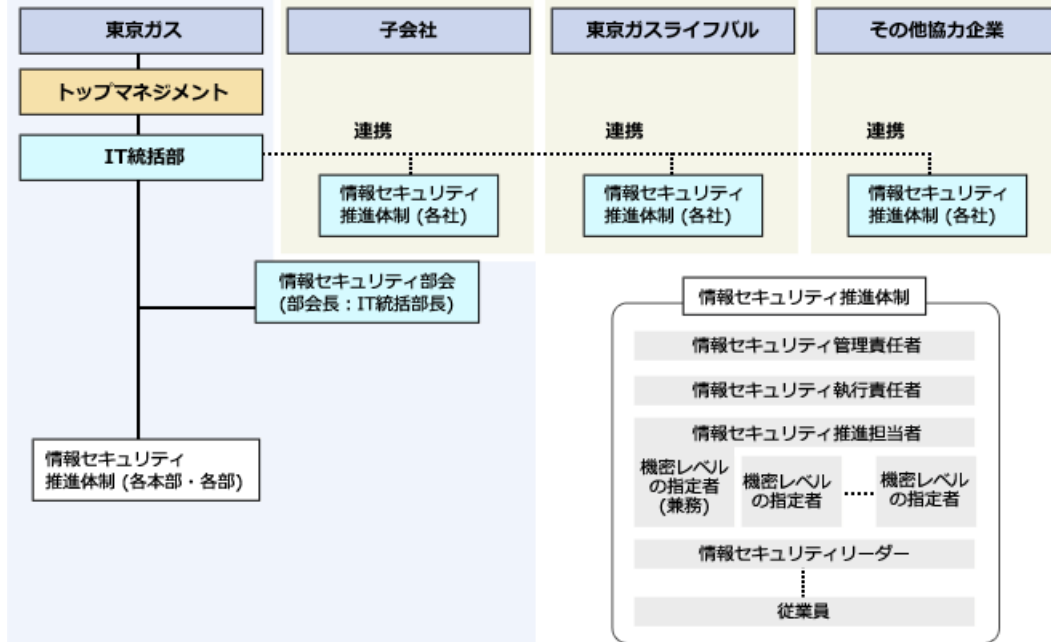 東京ガス
子会社
東京ガスライフバル
その他協力企業
トップマネジメント
IT統括部
連携
連携
連携
情報セキュリティ
推進体制 (各社)
情報セキュリティ
推進体制 (各社)
情報セキュリティ
推進体制 (各社)
情報セキュリティ部会
(部会長：IT統括部長)
情報セキュリティ
推進体制 (各本部・各部)
情報セキュリティ推進体制
情報セキュリティ管理責任者
情報セキュリティ執行責任者
情報セキュリティ推進担当者
機密レベル
の指定者
(兼務)
機密レベル
の指定者
機密レベル
の指定者
情報セキュリティリーダー
従業員